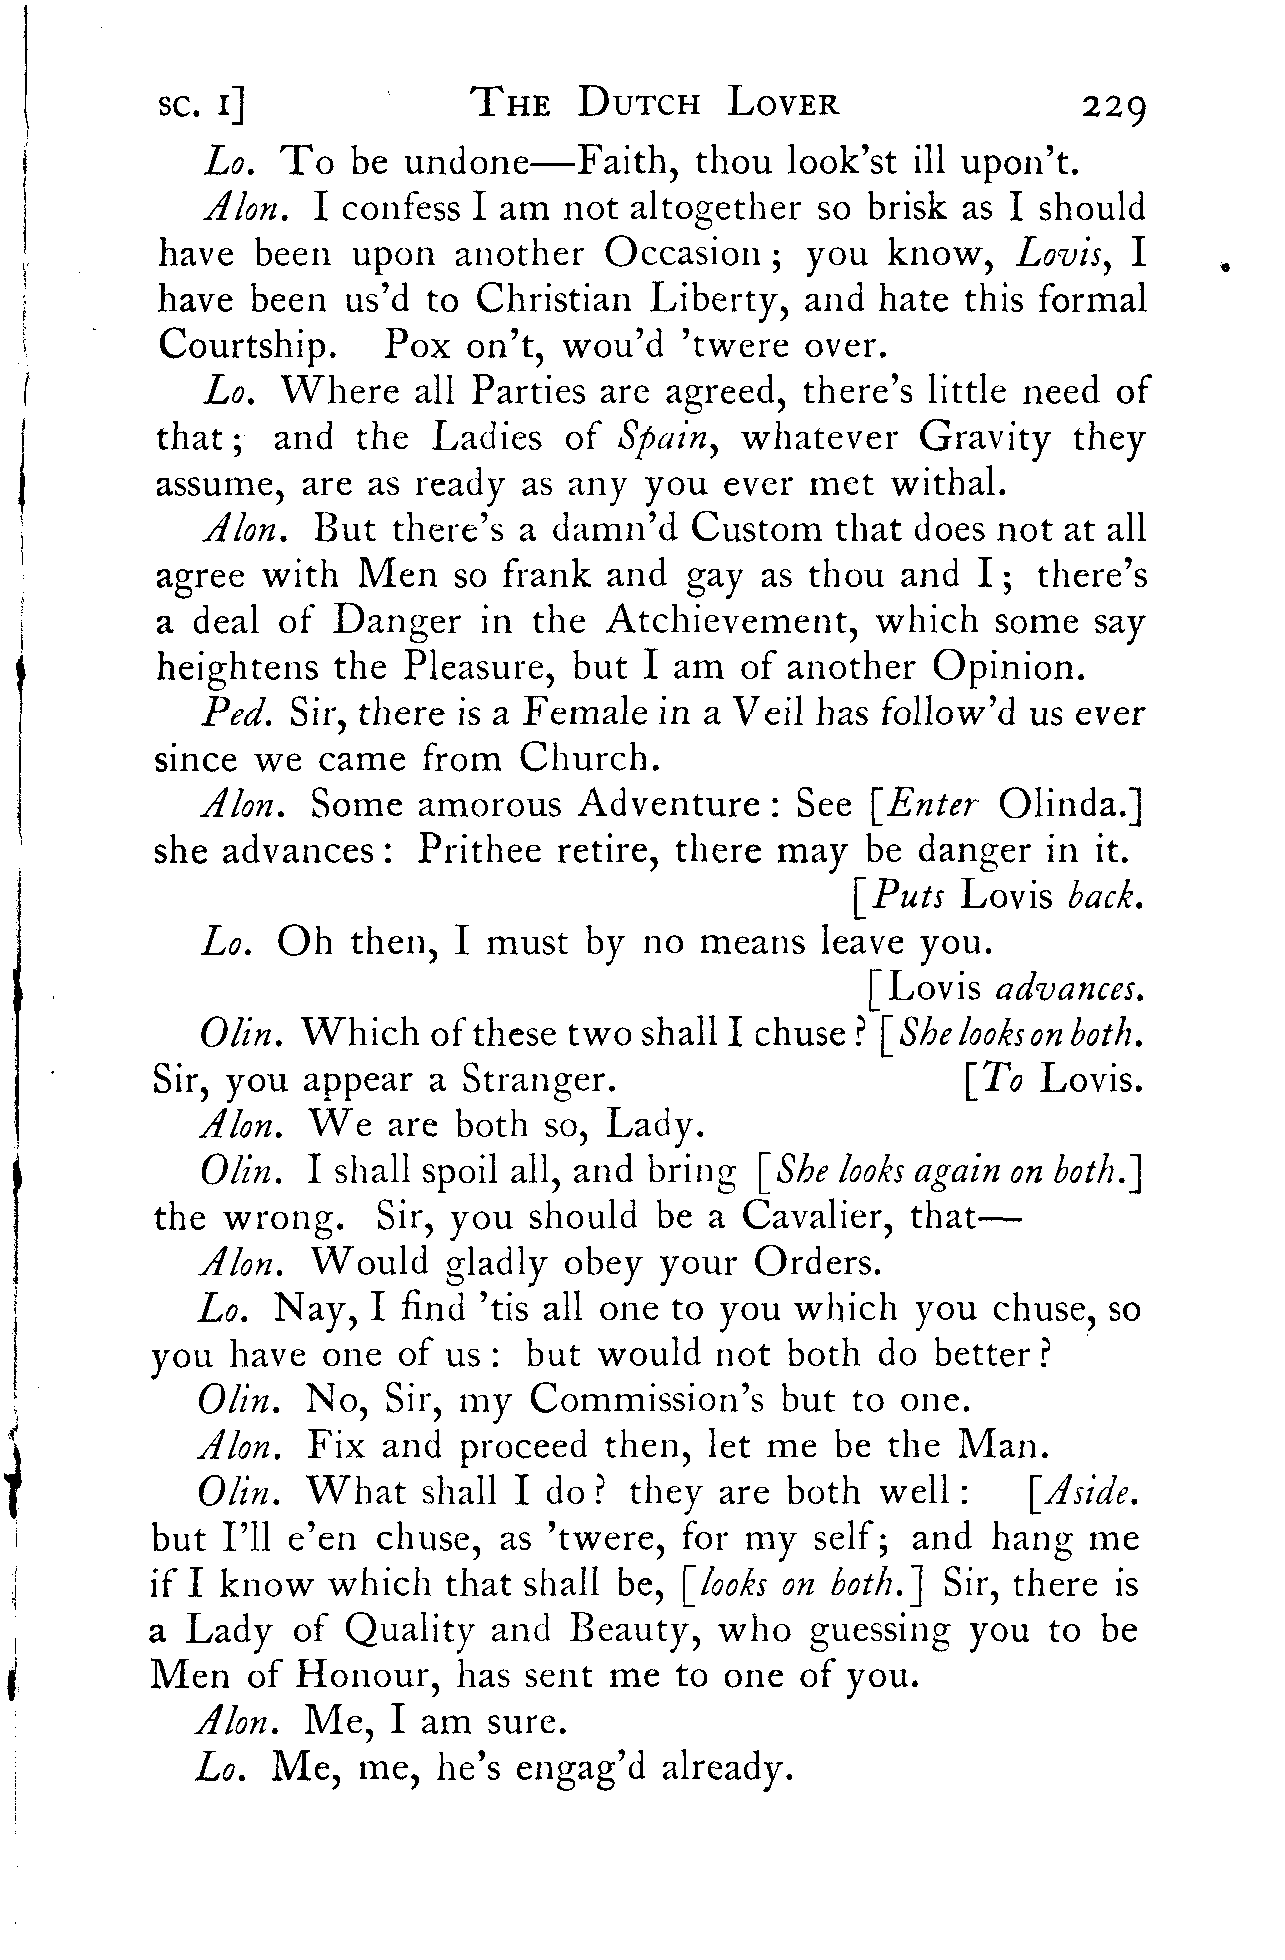 SC. I] THE DUTCH LOVER 229
Lo. To be undone—Faith, thou look'st ill upon't.
Alon. I confess I am not altogether so brisk as I should
have been upon another Occasion; you know, Lovis, I
have been us'd to Christian Liberty, and hate this formal
Courtship. Pox on't, wou'd 'twere over.
Lo. Where all Parties are agreed, there's little need of
that; and the Ladies of Spain, whatever Gravity they
assume, are as ready as any you ever met withal.
Alon. But there's a damn'd Custom that does not at all
agree with Men so frank and gay as thou and I; there's
a deal of Danger in the Atchievement, which some say
heightens the Pleasure, but I am of another Opinion.
Ped. Sir, there is a Female in a Veil has follow'd us ever
since we came from Church.
Alon. Some amorous Adventure: See [Enter Olinda.]
she advances: Prithee retire, there may be danger in it.
[Puts Lovis back.
Lo. Oh then, I must by no means leave you.
[Lovis advances.
Olin. Which of these two shall I chuse? [She looks on both.
Sir, you appear a Stranger. [To Lovis.
Alon. We are both so, Lady.
Olin. I shall spoil all, and bring [She looks again on both.]
the wrong. Sir, you should be a Cavalier, that—
Alon. Would gladly obey your Orders.
Lo. Nay, I find 'tis all one to you which you chuse, so
you have one of us: but would not both do better?
Olin. No, Sir, my Commission's but to one.
Alon. Fix and proceed then, let me be the Man.
Olin. What shall I do? they are both well: [Aside.
but I'll e'en chuse, as 'twere, for my self; and hang me
if I know which that shall be, [looks on both.] Sir, there is
a Lady of Quality and Beauty, who guessing you to be
Men of Honour, has sent me to one of you.
Alon. Me, I am sure.
Lo. Me, me, he's engag'd already.